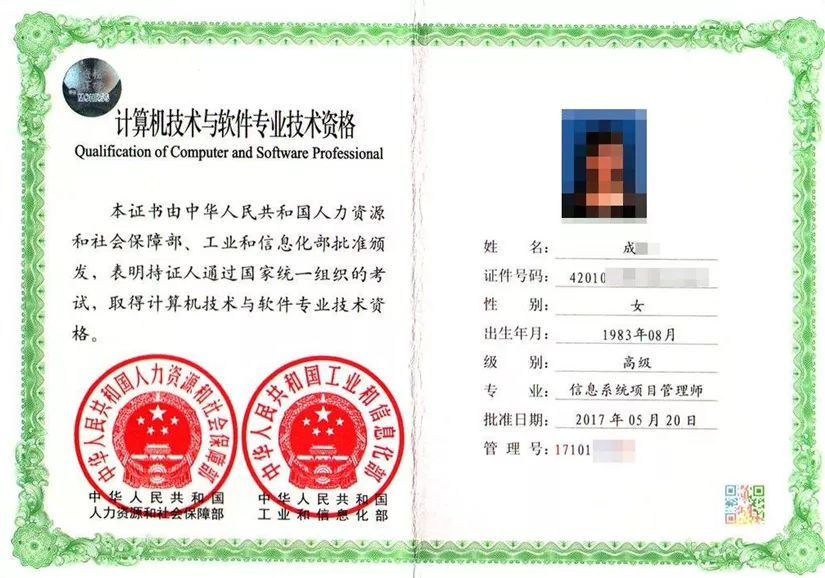 计算机技术与软件专业技术资格
Qualification of Computer and Software Professional
本证书由中华人民共和国人力资源
和社会保障部、工业和信息化部批准颁
发，表明持证人通过国家统一组织的考
试，取得计算机技术与软件专业技术资
格。
中华人民共和国人力资源和社会保障部
中华人民共和国工业和信息化部
中华人民共和国
人力资源和社会保障部
中华人民共和国
工业和信息化部
姓 名：成
证件号码：42010
性 别：女
出生年月：1983年08月
级 别：高级
专 业：信息系统项目管理师
批准日期：2017年05月20日
管 理 号：17101